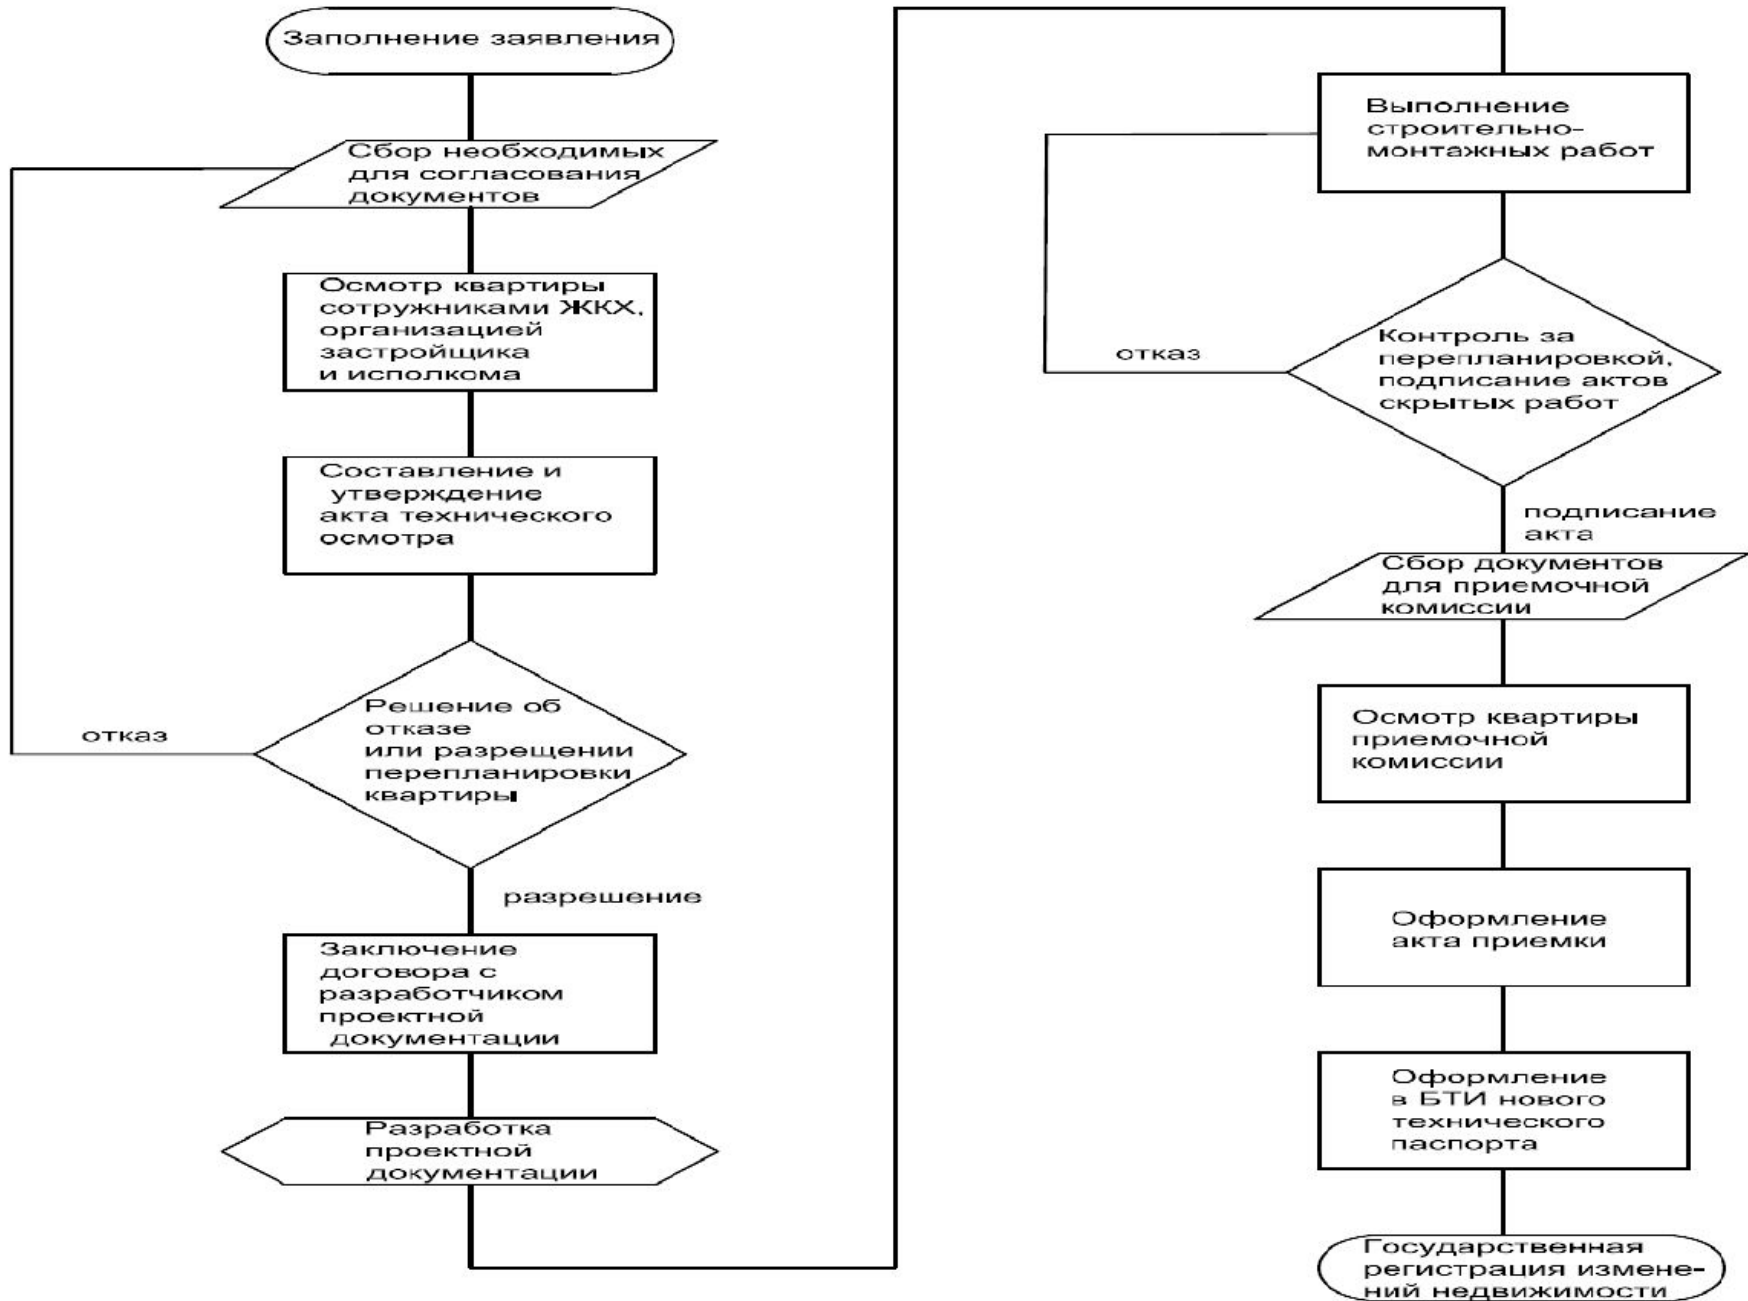 Заполнение заявления
Сбор необходимых
для согласования
документов
Осмотр квартиры
сотружниками ЖКХ,
организацией
застройщика
и исполкома
Составление и
утверждение
акта технического
осмотра
Решение об
отказе
или разрещении
перепланировки
квартиры
отказ
разрешение
Заключение
договора с
разработчиком
проектной
документации
Разработка
проектной
документации
Выполнение
строительно-
монтажных работ
Контроль за
перепланировкой,
подписание актов
скрытых работ
отказ
подписание
акта
Сбор документов
для приемочной
комиссии
Осмотр квартиры
приемочной
комиссии
Оформление
акта приемки
Оформление
в БТИ нового
технического
паспорта
Государственная
регистрация измене-
ний недвижимости